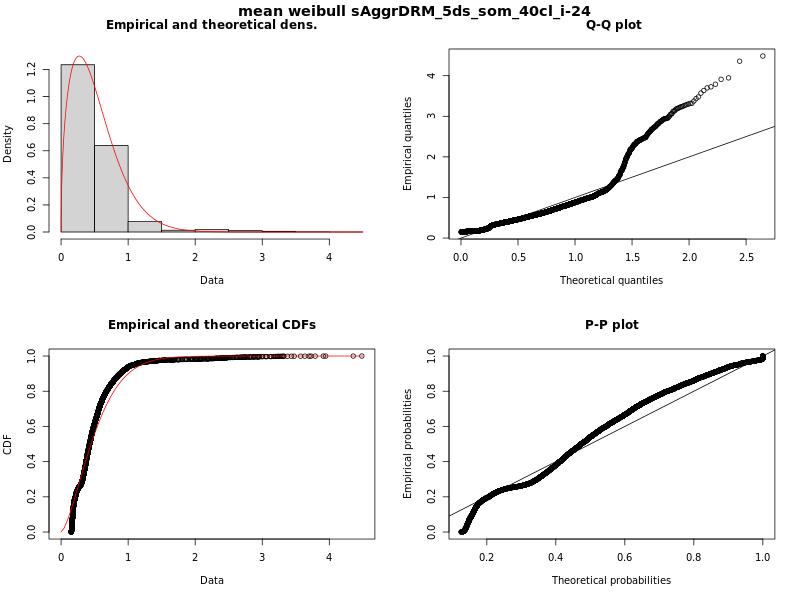 mean weibull sAggrDRM_5ds_som_40cl_i-24
Empirical and theoretical dens.
Density
0.0 0.2 0.4 0.6 0.8 1.0 1.2
0 1 2 3 4
Data
Q-Q plot
Empirical quantiles
0 1 2 3 4
0.0 0.5 1.0 1.5 2.0 2.5
Theoretical quantiles
Empirical and theoretical CDFs
CDF
0.0 0.2 0.4 0.6 0.8 1.0
0 1 2 3 4
Data
P-P plot
Empirical probabilities
0.0 0.2 0.4 0.6 0.8 1.0
0.2 0.4 0.6 0.8 1.0
Theoretical probabilities